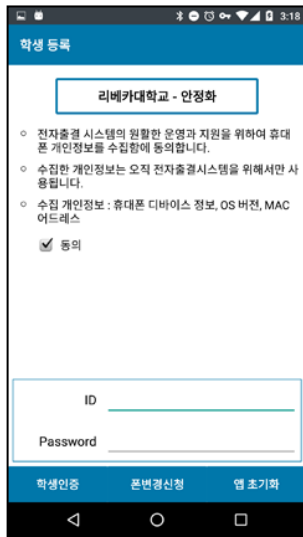 3:18
학생 등록
리베카대학교 - 안정화
전자출결 시스템의 원활한 운영과 지원을 위하여 휴대
폰 개인정보를 수집함에 동의합니다.
수집한 개인정보는 오직 전자출결시스템을 위해서만 사
용됩니다.
수집 개인정보 : 휴대폰 디바이스 정보, OS 버전, MAC
어드레스
동의
ID
Password
학생인증 폰변경신청 앱 초기화